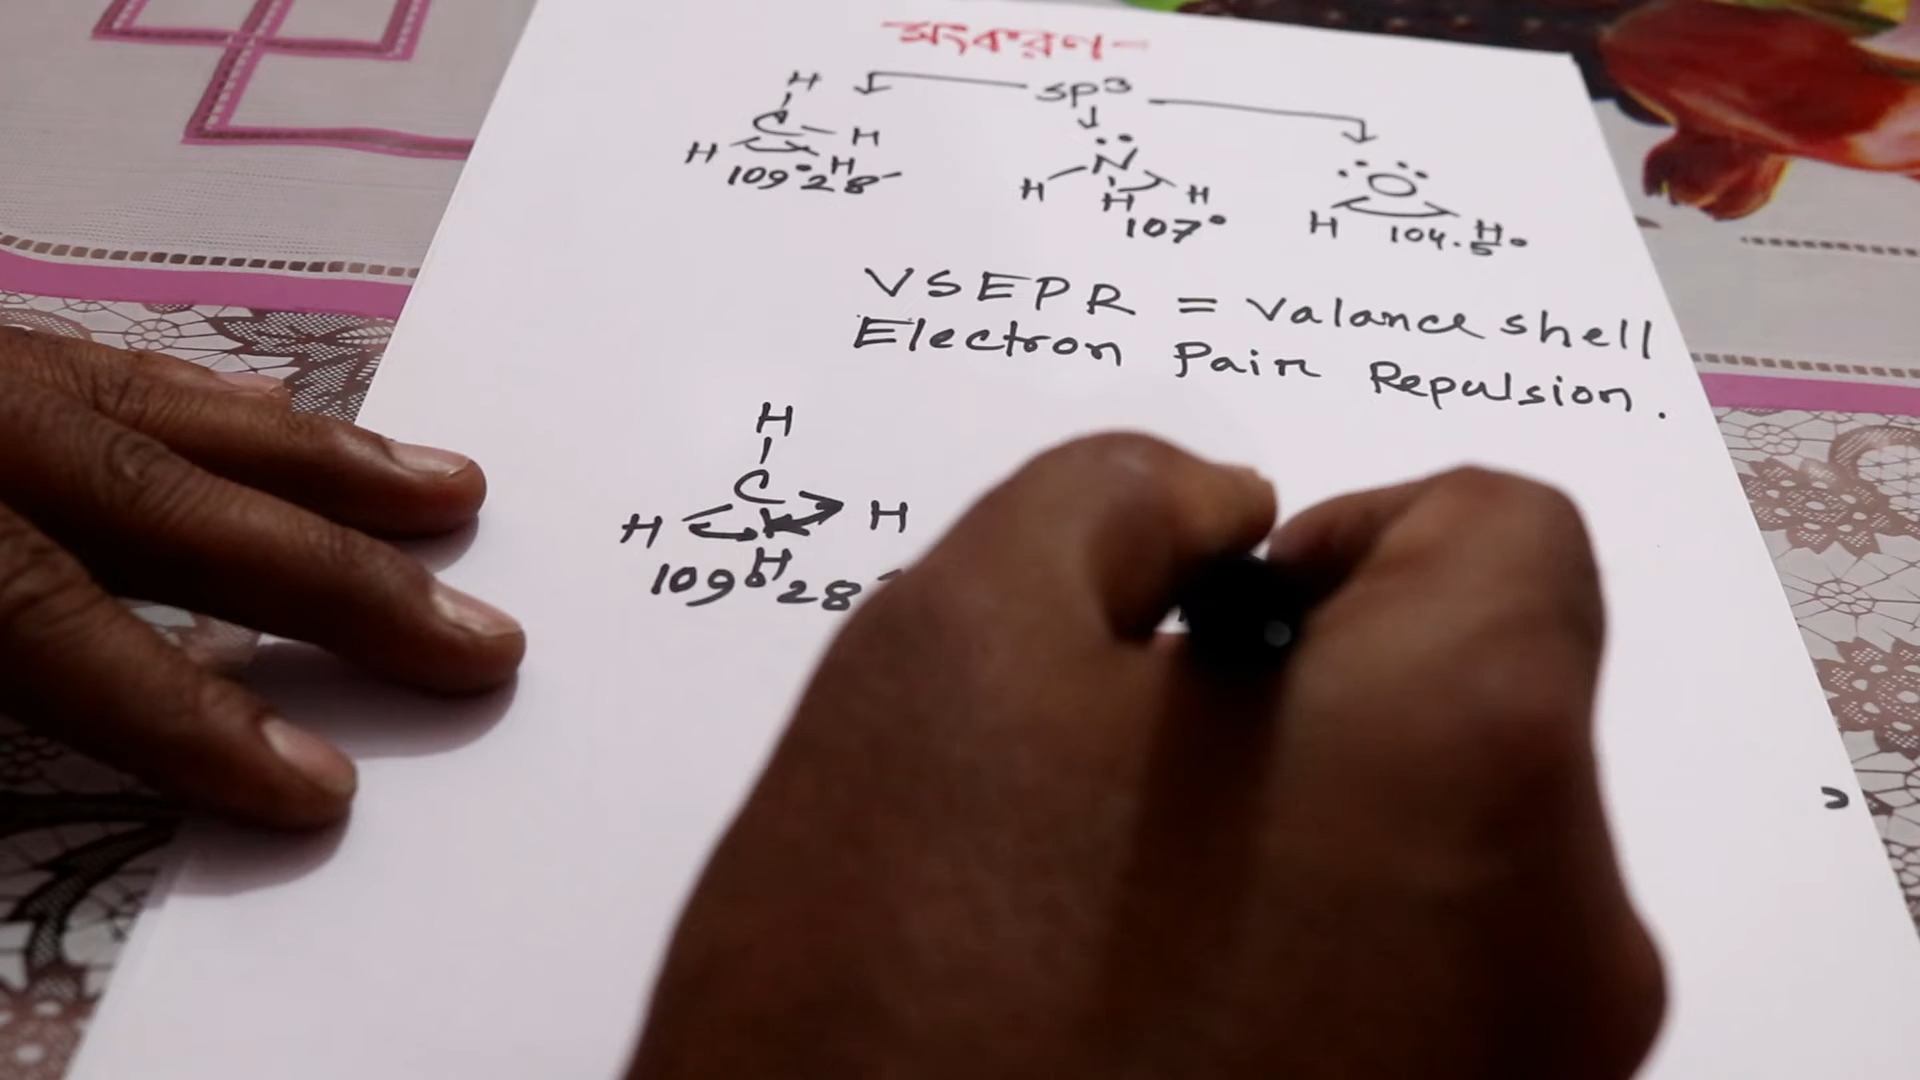 সংকরণ-
sp³
H
C
H
H
H
109°28'
N
H
H
H
107°
O
H
H
104.5°
VSEPR = Valance shell
Electron Pair Repulsion.
H
C
H
H
H
109°28'